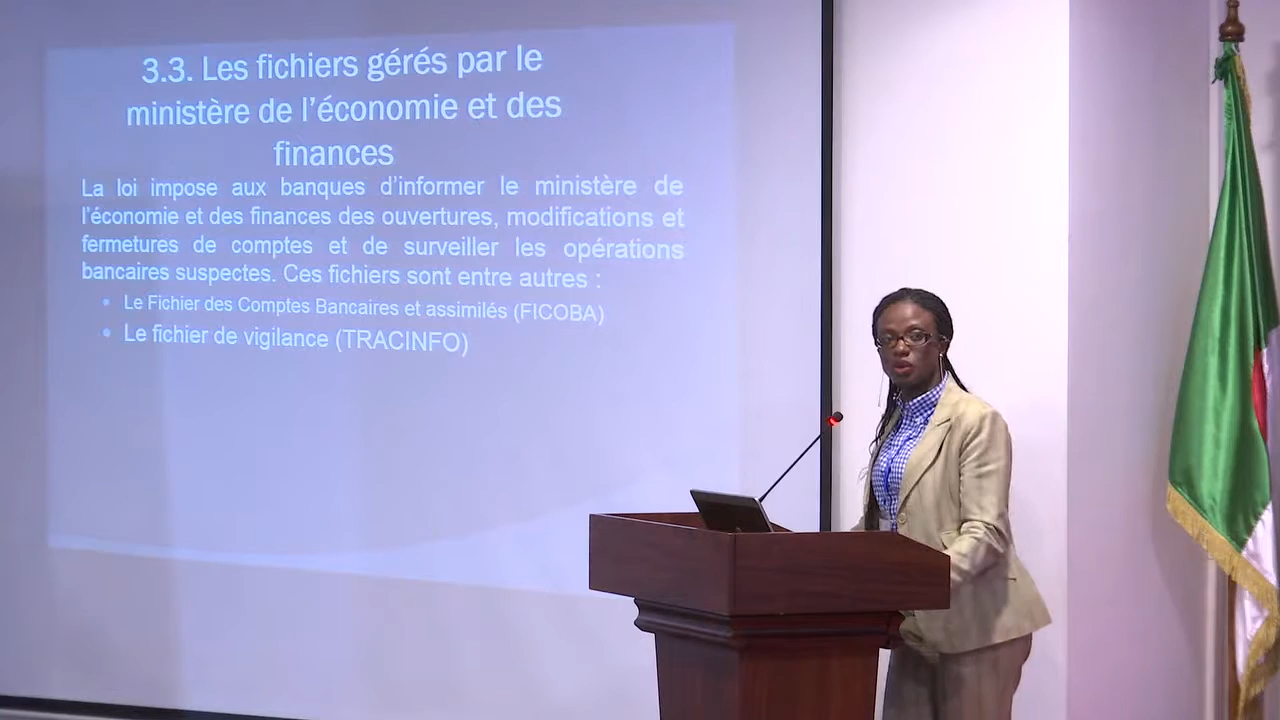 3.3. Les fichiers gérés par le
ministère de l'économie et des
finances
La loi impose aux banques d'informer le ministère de
l'économie et des finances des ouvertures, modifications et
fermetures de comptes et de surveiller les opérations
bancaires suspectes. Ces fichiers sont entre autres :
• Le Fichier des Comptes Bancaires et assimilés (FICOBA)
• Le fichier de vigilance (TRACINFO)